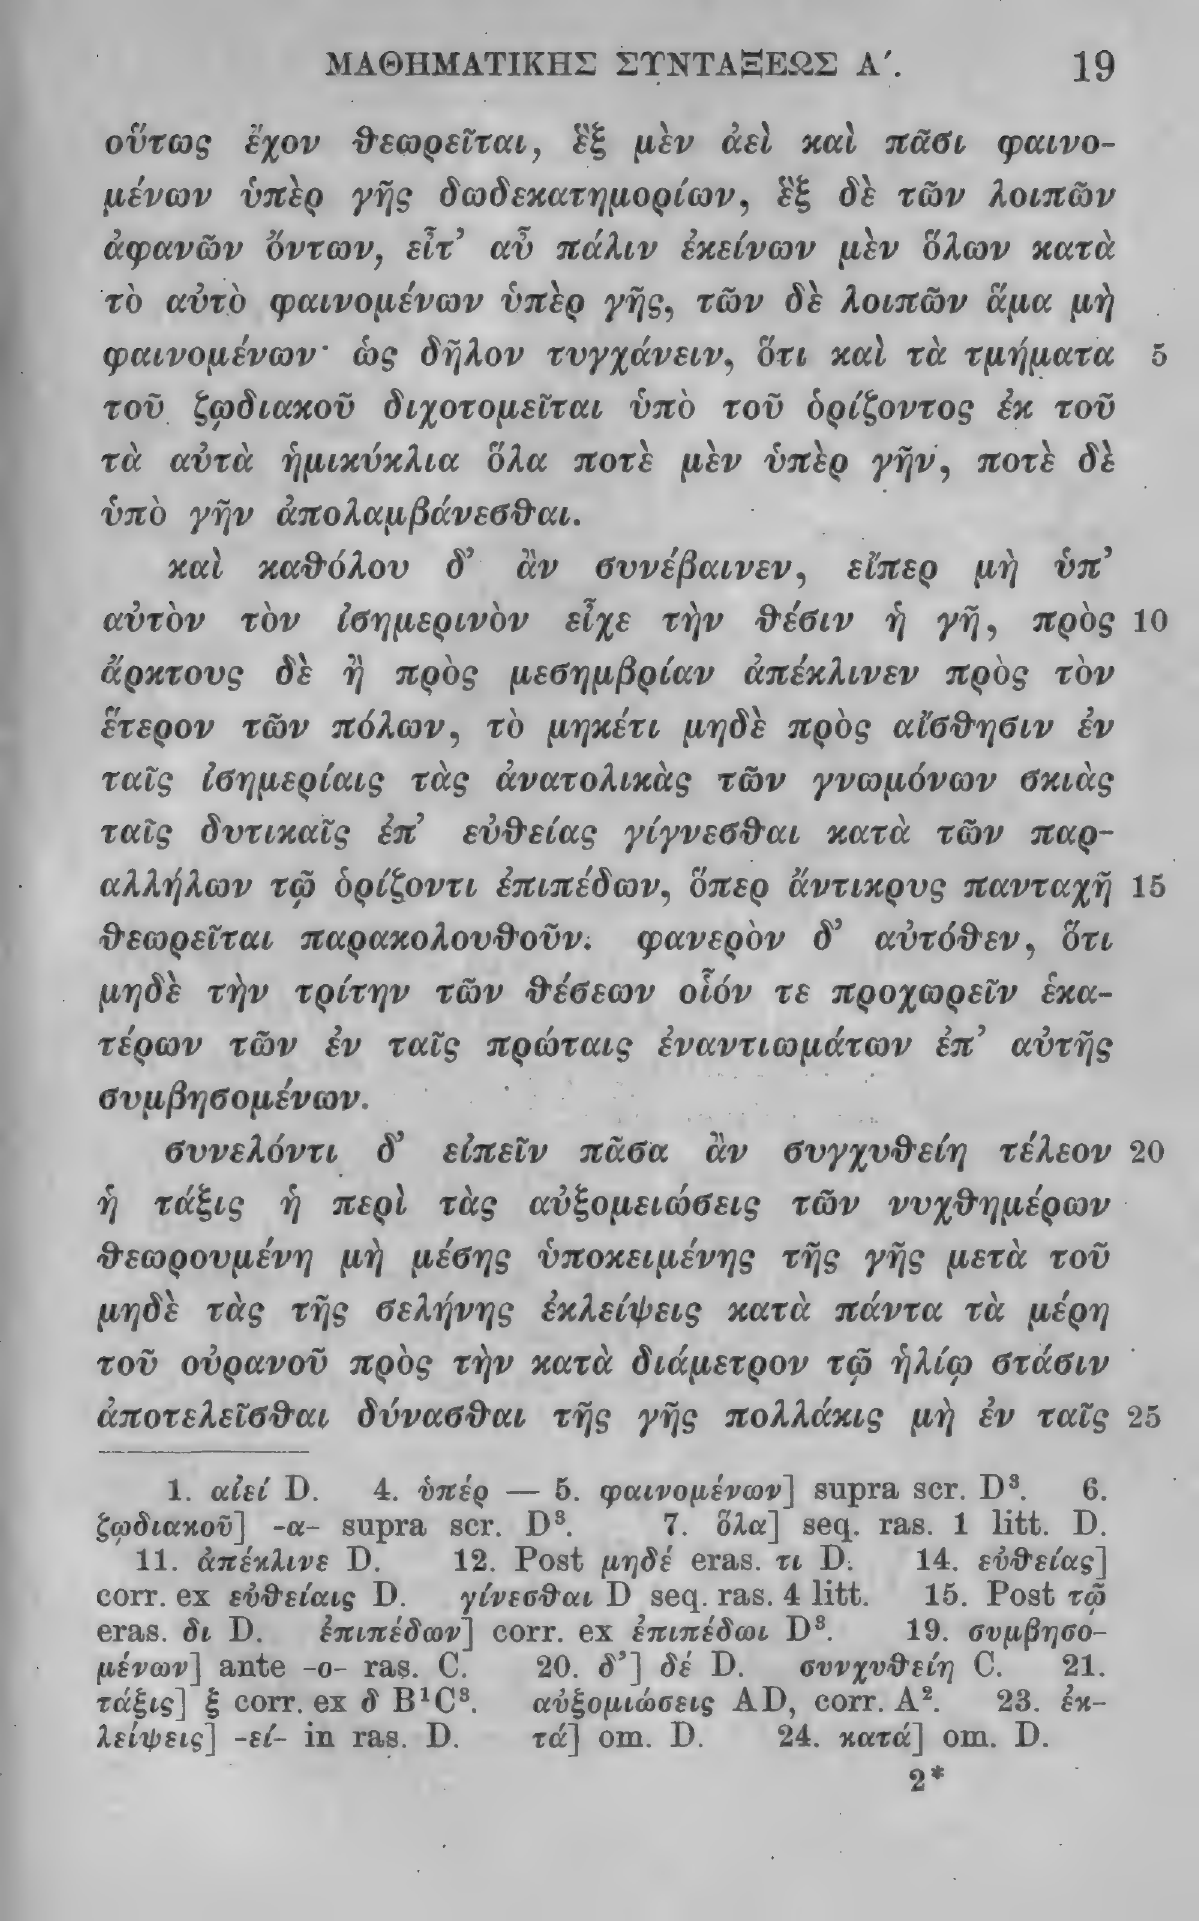 ΜΑΘΗΜΑΤΙΚΗΣ ΣΥΝΤΑΞΕΩΣ Α΄. 19
οὕτως ἔχον θεωρεῖται, ἓξ μὲν ἀεὶ καὶ πᾶσι φαινο-
μένων ὑπὲρ γῆς δωδεκατημορίων, ἓξ δὲ τῶν λοιπῶν
ἀφανῶν ὄντων, εἶτ’ αὖ πάλιν ἐκείνων μὲν ὅλων κατὰ
τὸ αὐτὸ φαινομένων ὑπὲρ γῆς, τῶν δὲ λοιπῶν ἅμα μὴ
φαινομένων· ὡς δῆλον τυγχάνειν, ὅτι καὶ τὰ τμήματα 5
τοῦ ζῳδιακοῦ διχοτομεῖται ὑπὸ τοῦ ὁρίζοντος ἐκ τοῦ
τὰ αὐτὰ ἡμικύκλια ὅλα ποτὲ μὲν ὑπὲρ γῆν, ποτὲ δὲ
ὑπὸ γῆν ἀπολαμβάνεσθαι.
καὶ καθόλου δ’ ἂν συνέβαινεν, εἴπερ μὴ ὑπ’
αὐτὸν τὸν ἰσημερινὸν εἶχε τὴν θέσιν ἡ γῆ, πρὸς 10
ἄρκτους δὲ ἢ πρὸς μεσημβρίαν ἀπέκλινεν πρὸς τὸν
ἕτερον τῶν πόλων, τὸ μηκέτι μηδὲ πρὸς αἴσθησιν ἐν
ταῖς ἰσημερίαις τὰς ἀνατολικὰς τῶν γνωμόνων σκιὰς
ταῖς δυτικαῖς ἐπ’ εὐθείας γίγνεσθαι κατὰ τῶν παρ-
αλλήλων τῷ ὁρίζοντι ἐπιπέδων, ὅπερ ἄντικρυς πανταχῇ 15
θεωρεῖται παρακολουθοῦν. φανερὸν δ’ αὐτόθεν, ὅτι
μηδὲ τὴν τρίτην τῶν θέσεων οἷόν τε προχωρεῖν ἑκα-
τέρων τῶν ἐν ταῖς πρώταις ἐναντιωμάτων ἐπ’ αὐτῆς
συμβησομένων.
συνελόντι δ’ εἰπεῖν πᾶσα ἂν συγχυθείη τέλεον 20
ἡ τάξις ἡ περὶ τὰς αὐξομειώσεις τῶν νυχθημέρων
θεωρουμένη μὴ μέσης ὑποκειμένης τῆς γῆς μετὰ τοῦ
μηδὲ τὰς τῆς σελήνης ἐκλείψεις κατὰ πάντα τὰ μέρη
τοῦ οὐρανοῦ πρὸς τὴν κατὰ διάμετρον τῷ ἡλίῳ στάσιν
ἀποτελεῖσθαι δύνασθαι τῆς γῆς πολλάκις μὴ ἐν ταῖς 25
1. αἰεί D. 4. ὑπέρ — 5. φαινομένων] supra scr. D³. 6.
ζῳδιακοῦ] -α- supra scr. D³. 7. ὅλα] seq. ras. 1 litt. D.
11. ἀπέκλινε D. 12. Post μηδέ eras. τι D. 14. εὐθείας]
corr. ex εὐθείαις D. γίνεσθαι D seq. ras. 4 litt. 15. Post τῷ
eras. δι D. ἐπιπέδων] corr. ex ἐπιπέδωι D³. 19. συμβησο-
μένων] ante -ο- ras. C. 20. δ’] δέ D. συνχυθείη C. 21.
τάξις] ξ corr. ex δ B¹C³. αὐξομιώσεις AD, corr. A². 23. ἐκ-
λείψεις] -εί- in ras. D. τά] om. D. 24. κατά] om. D.
2*